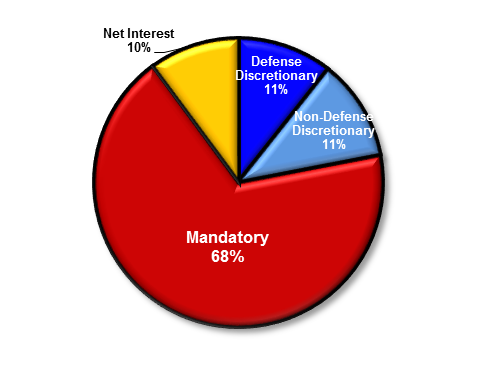 Net Interest
10%
Defense
Discretionary
11%
Non-Defense
Discretionary
11%
Mandatory
68%